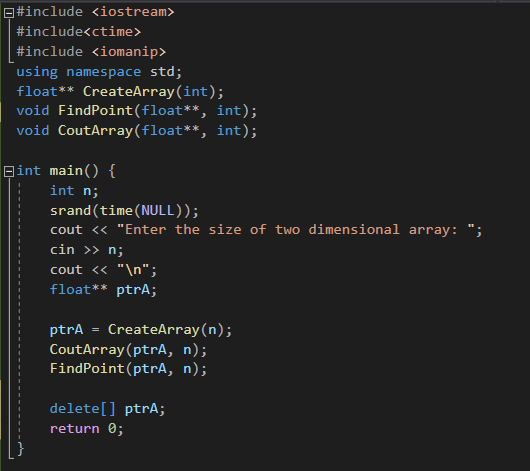 #include <iostream>
#include<ctime>
#include <iomanip>
using namespace std;
float** CreateArray(int);
void FindPoint(float**, int);
void CoutArray(float**, int);
int main() {
int n;
srand(time(NULL));
cout << "Enter the size of two dimensional array: ";
cin >> n;
cout << "\n";
float** ptrA;
ptrA = CreateArray(n);
CoutArray(ptrA, n);
FindPoint(ptrA, n);
delete[] ptrA;
return 0;
}